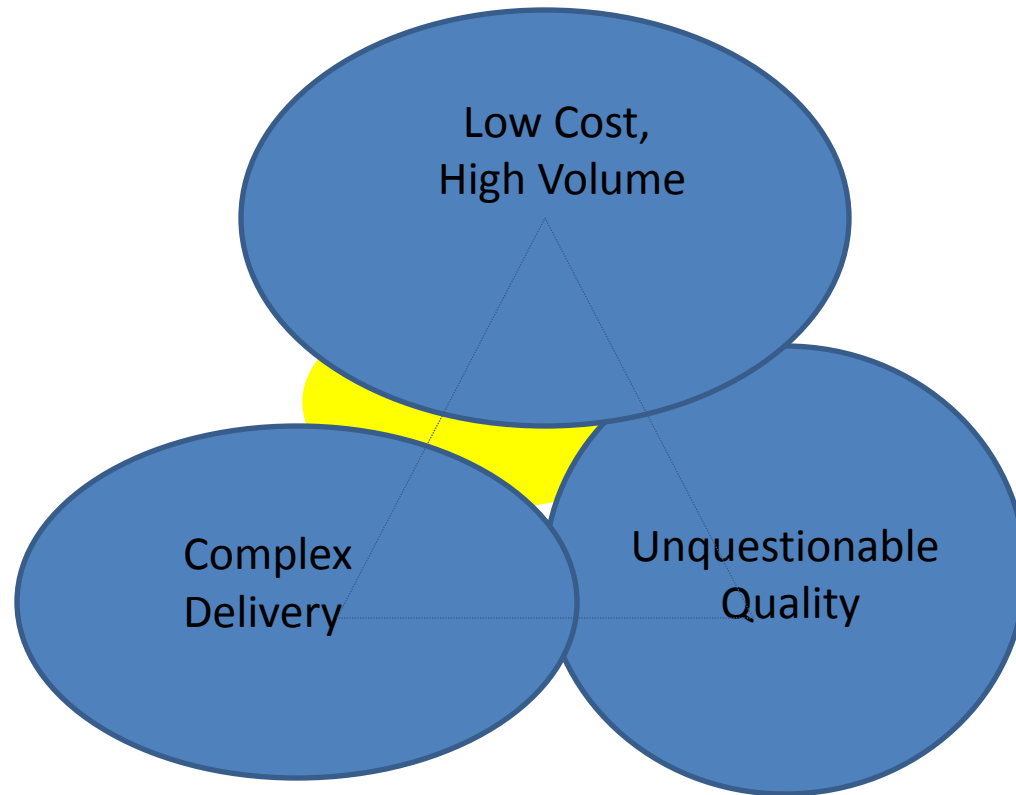 Low Cost,
High Volume
Complex
Delivery
Unquestionable
Quality